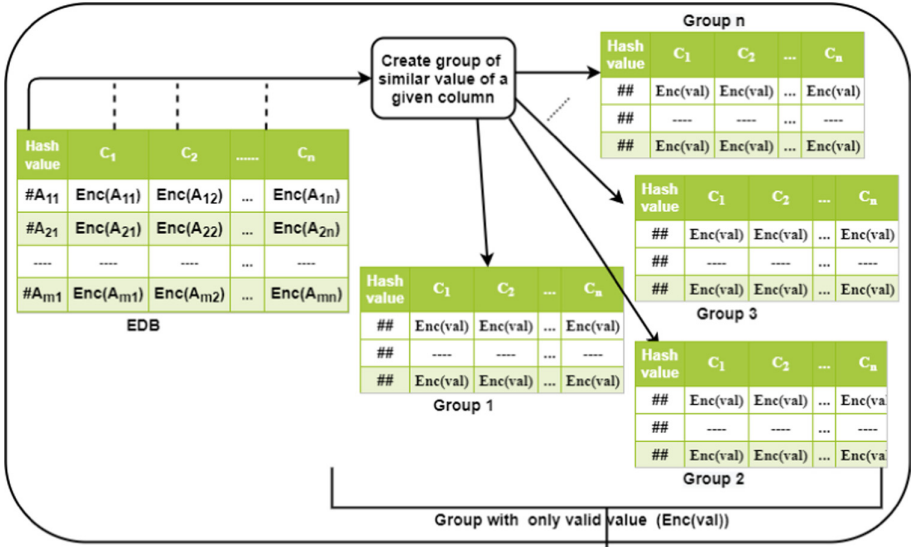 Group n
Create group of
similar value of a
given column
Hash value C1 C2 ... Cn
## Enc(val) Enc(val) ... Enc(val)
## ---- ---- ... ----
## Enc(val) Enc(val) ... Enc(val)
Hash value C1 C2 ...... Cn
#A11 Enc(A11) Enc(A12) ... Enc(A1n)
#A21 Enc(A21) Enc(A22) ... Enc(A2n)
---- ---- ---- ... ----
#Am1 Enc(Am1) Enc(Am2) ... Enc(Amn)
EDB
Hash value C1 C2 ... Cn
## Enc(val) Enc(val) ... Enc(val)
## ---- ---- ... ----
## Enc(val) Enc(val) ... Enc(val)
Group 3
Hash value C1 C2 ... Cn
## Enc(val) Enc(val) ... Enc(val)
## ---- ---- ... ----
## Enc(val) Enc(val) ... Enc(val)
Group 1
Hash value C1 C2 ... Cn
## Enc(val) Enc(val) ... Enc(va
## ---- ---- ... ----
## Enc(val) Enc(val) ... Enc(va
Group 2
Group with only valid value (Enc(val))